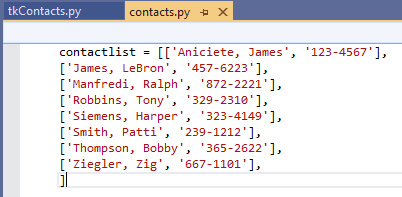 tkContacts.py contacts.py
contactlist = [['Aniciete, James', '123-4567'],
['James, LeBron', '457-6223'],
['Manfredi, Ralph', '872-2221'],
['Robbins, Tony', '329-2310'],
['Siemens, Harper', '323-4149'],
['Smith, Patti', '239-1212'],
['Thompson, Bobby', '365-2622'],
['Ziegler, Zig', '667-1101'],
]